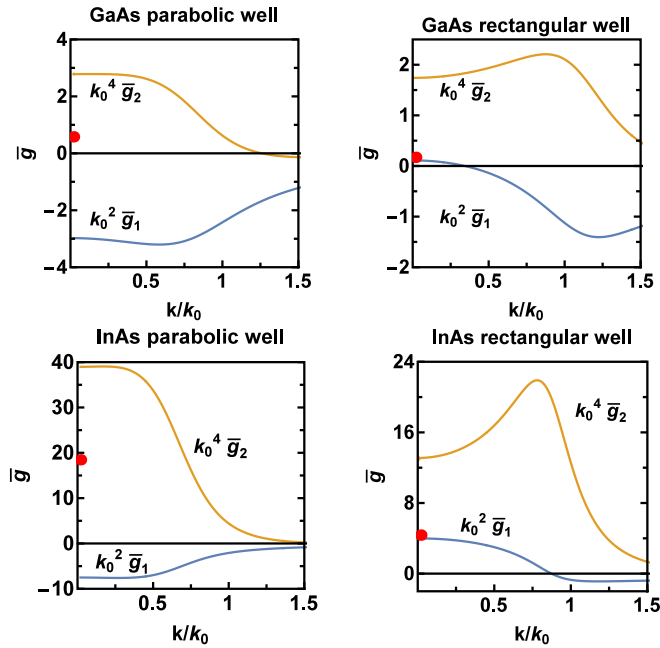 GaAs parabolic well
4
2
0
−2
−4
g̅
k₀⁴ g̅₂
k₀² g̅₁
0.5
1
1.5
k/k₀
GaAs rectangular well
2
1
0
−1
−2
g̅
k₀⁴ g̅₂
k₀² g̅₁
0.5
1
1.5
k/k₀
InAs parabolic well
40
30
20
10
0
−10
g̅
k₀⁴ g̅₂
k₀² g̅₁
0.5
1
1.5
k/k₀
InAs rectangular well
24
16
8
0
g̅
k₀⁴ g̅₂
k₀² g̅₁
0.5
1
1.5
k/k₀